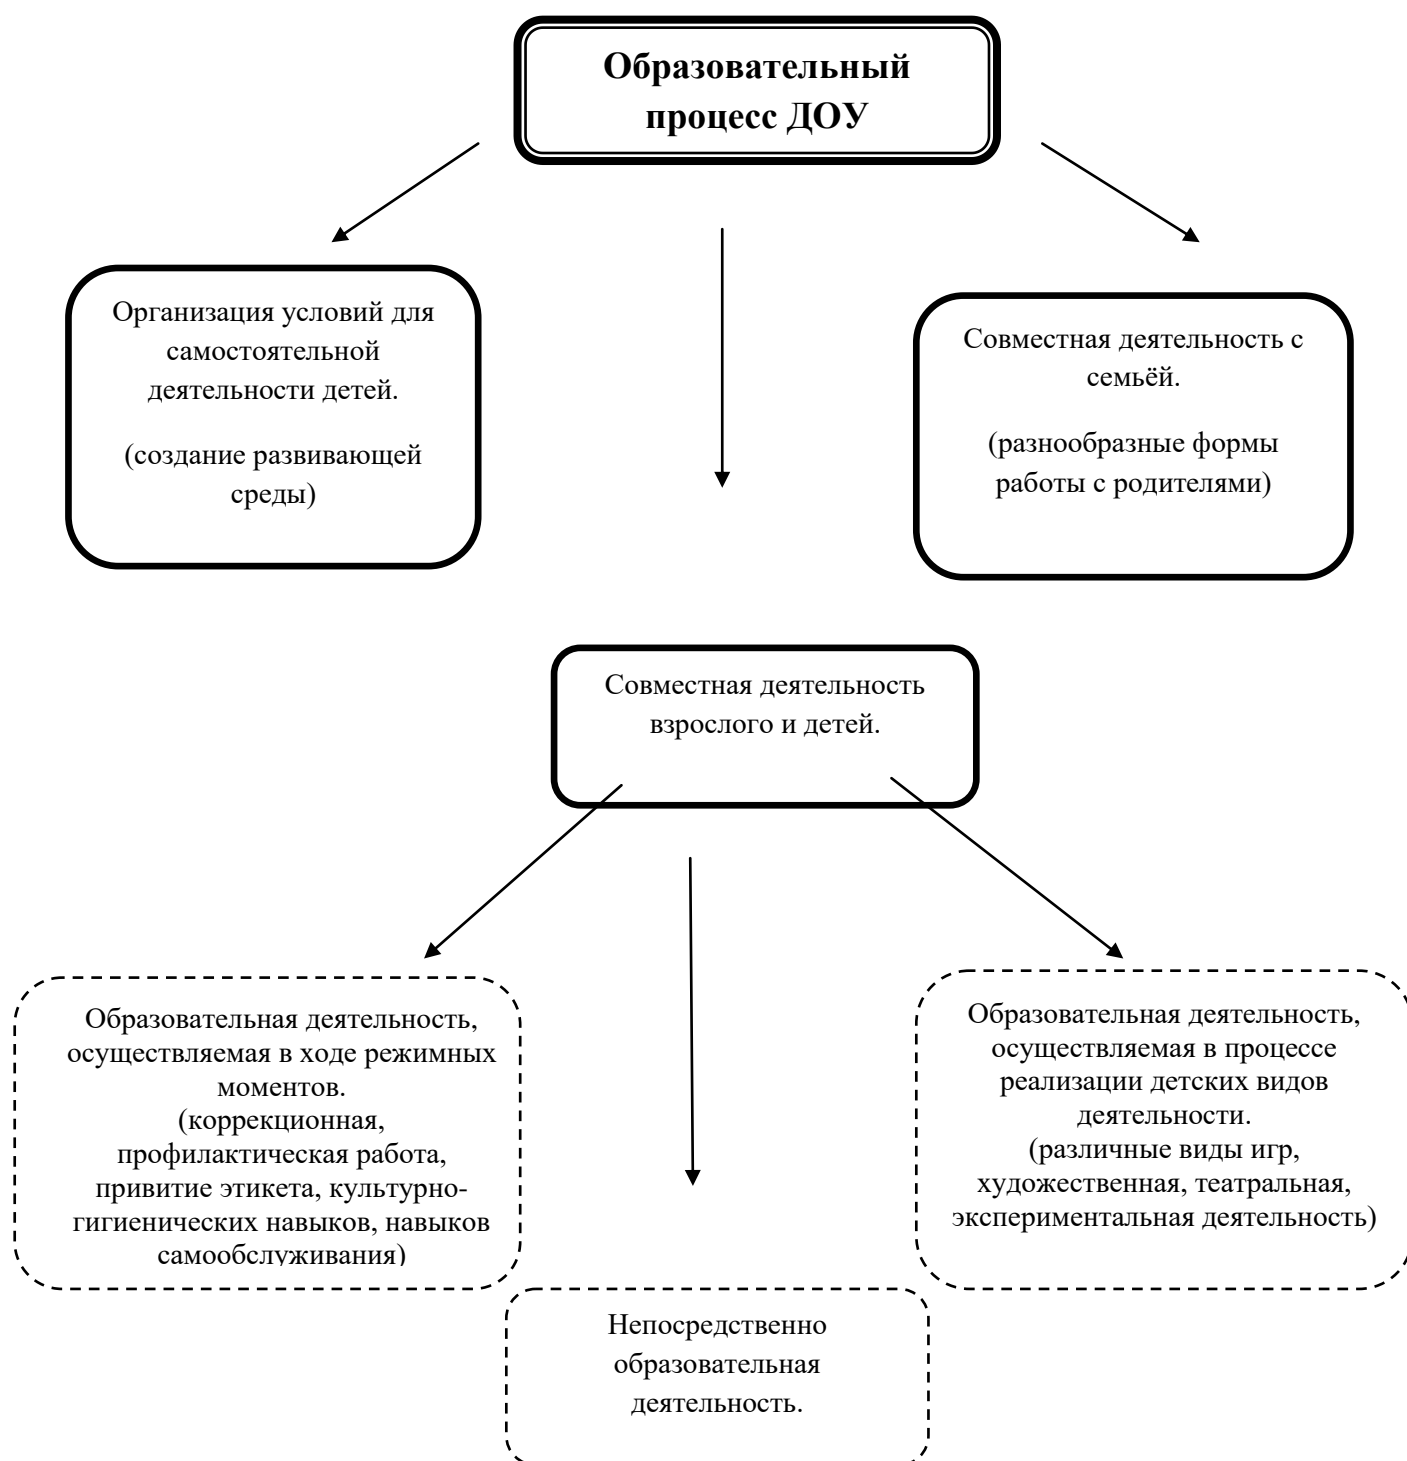 Образовательный
процесс ДОУ
Организация условий для
самостоятельной
деятельности детей.
(создание развивающей
среды)
Совместная деятельность с
семьёй.
(разнообразные формы
работы с родителями)
Совместная деятельность
взрослого и детей.
Образовательная деятельность,
осуществляемая в ходе режимных
моментов.
(коррекционная,
профилактическая работа,
привитие этикета, культурно-
гигиенических навыков, навыков
самообслуживания)
Образовательная деятельность,
осуществляемая в процессе
реализации детских видов
деятельности.
(различные виды игр,
художественная, театральная,
экспериментальная деятельность)
Непосредственно
образовательная
деятельность.